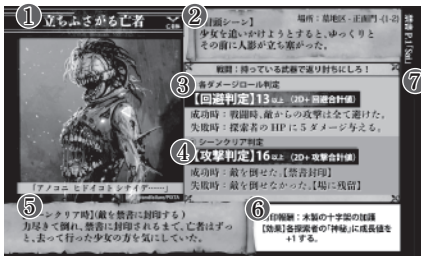 ①
立ちふさがる亡者
②
冒頭シーン】
場所:墓地区 - 正面門 -(1-2)
少女を追いかけようとすると、ゆっくりと
その前に人影が立ち塞がった。
戦闘:持っている武器で返り討ちにしろ!
③
各ダメージロール判定
【回避判定】13以上 (2D+ 回避合計値)
成功時:戦闘時、敵からの攻撃は全て避けた。
失敗時:探索者の HP に 5 ダメージ与える。
④
シーンクリア判定
【攻撃判定】16以上 (2D+ 攻撃合計値)
成功時:敵を倒せた。【禁書封印】
失敗時:敵を倒せなかった。【場に残留】
「アノコニ ヒドイコトシナイデ……」
⑤
シーンクリア時】(敵を禁書に封印する)
力尽きて倒れ、禁書に封印されるまで、亡者はずっ
と、去って行った少女の方を気にしていた。
⑥
印報酬:木製の十字架の加護
【効果】各探索者の「神秘」に成長値を
+1 する。
⑦